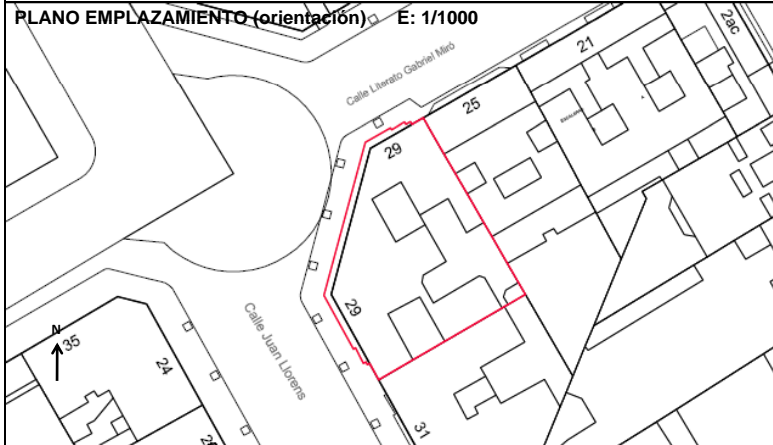 PLANO EMPLAZAMIENTO (orientación) E: 1/1000
2ac
21
Calle Literato Gabriel Miró
25
29
29
Calle Juan Llorens
N
35
24
31